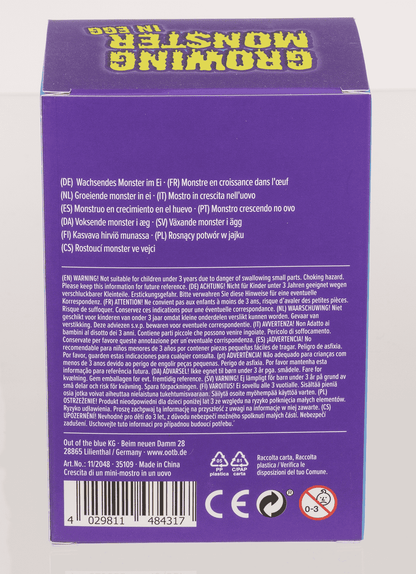 GROWING
MONSTER
IN EGG
(DE) Wachsendes Monster im Ei · (FR) Monstre en croissance dans l'œuf
(NL) Groeiende monster in ei · (IT) Mostro in crescita nell'uovo
(ES) Monstruo en crecimiento en el huevo · (PT) Monstro crescendo no ovo
(DA) Voksende monster i æg · (SV) Växande monster i ägg
(FI) Kasvava hirviö munassa · (PL) Rosnący potwór w jajku
(CS) Rostoucí monster ve vejci
(EN) WARNING! Not suitable for children under 3 years due to danger of swallowing small parts. Choking hazard.
Please keep this information for future reference. (DE) ACHTUNG! Nicht für Kinder unter 3 Jahren geeignet wegen
verschluckbarer Kleinteile. Erstickungsgefahr. Bitte verwahren Sie diese Hinweise für eine eventuelle
Korrespondenz. (FR) ATTENTION! Ne convient pas aux enfants à moins de 3 ans, risque d'avaler des petites pièces.
Risque de suffoquer. Conservez ces indications pour une éventuelle correspondance. (NL) WAARSCHUWING! Niet
geschikt voor kinderen van onder 3 jaar omdat kleine onderdelen verslikt kunnen worden. Gevaar van
verstikking. Deze adviezen s.v.p. bewaren voor eventuele correspondentie. (IT) AVVERTENZA! Non Adatto ai
bambini al disotto dei 3 anni. Contiene parti piccole che possono venire ingoiate. Pericolo di soffocamento.
Conservate per favore queste annotazioni per un eventuale corrispondenza. (ES) ¡ADVERTENCIA! No
recomendable para niños menores de 3 años por contener piezas pequeñas fáciles de tragar. Peligro de asfixia.
Por favor, guarden estas indicaciones para cualquier consulta. (pt) ¡ADVERTÊNCIA! Não adequado para crianças com
menos de 3 anos devido ao perigo de engolir peças pequenas. Perigo de asfixia. Por favor mantenha esta
informação para referência futura. (DA) ADVARSEL! Ikke egnet til børn under 3 år pga. smådele. Fare for
kvælning. Gem emballagen for evt. fremtidig reference. (SV) VARNING! Ej lämpligt för barn under 3 år på grund av
små delar och risk för kvävning. Spara förpackningen. (FI) VAROITUS! Ei sovellu alle 3 vuotiaille. Sisältää pieniä
osia jotka voivat aiheuttaa nielaistuna tukehtumisvaaraan. Säilytä osoite myöhempää käyttöä varten. (PL)
OSTRZEŻENIE! Produkt nieodpowiedni dla dzieci poniżej lat 3 ze względu na ryzyko połknięcia małych elementów.
Ryzyko udławienia. Proszę zachować tą informację na przyszłość z uwagi na informacje w niej zawarte. (CS)
UPOZORNĚNÍ! Není vhodné pro děti do 3 let, z důvodu nebezpečí možného spolknutí malých částí. Nebezpečí
zadušení. Uschovejte tuto informaci pro případnou budoucí potřebu.
Out of the blue KG · Beim neuen Damm 28
28865 Lilienthal / Germany · www.ootb.de
Art.No.: 11/2048 · 35109 · Made in China
Crescita di un mini-mostro in un uovo
05
PP
plastica
21
C/PAP
carta
Raccolta carta, Raccolta
plastica / Verifica le
disposizioni del tuo Comune.
4 029811 484317
CE
®
0-3